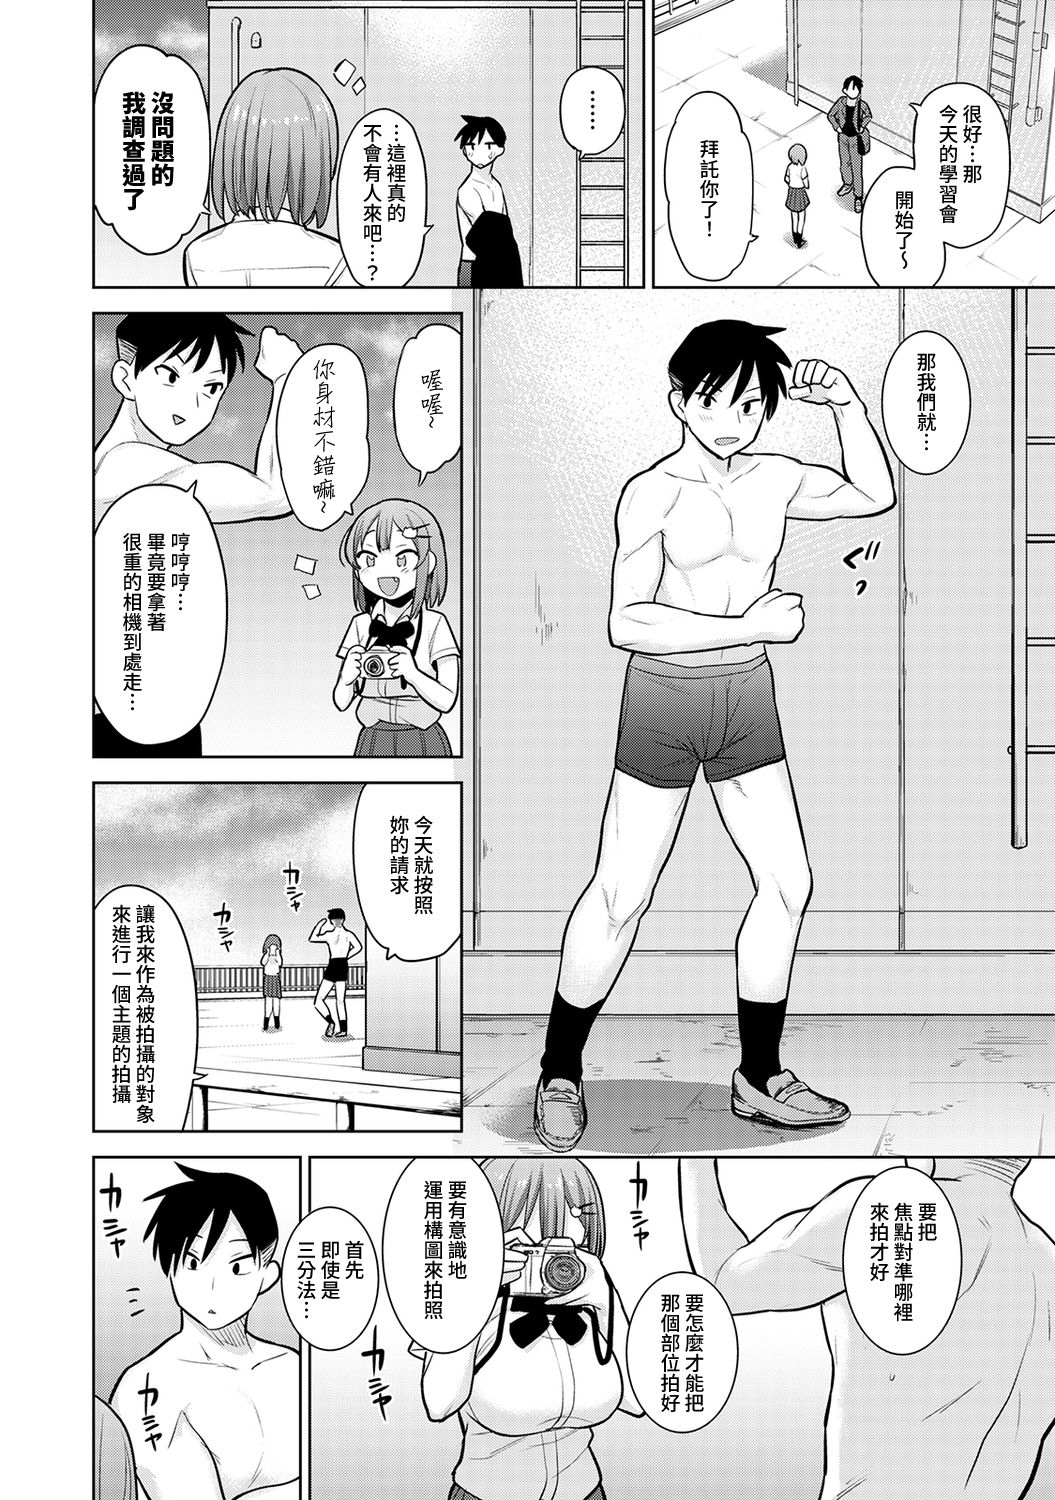 很好…那
今天的學習會
開始了～
拜託你了！
……
…這裡真的
不會有人來吧…？
沒問題的
我調查過了
那我們就…
喔喔~
你身材不錯嘛~
哼哼哼…
畢竟要拿著
很重的相機到處走…
今天就按照
妳的請求
讓我來作為被拍攝的對象
來進行一個主題的拍攝
カシャ
カシャ
要把
焦點對準哪裡
來拍才好
要怎麼才能把
那個部位拍好
要有意識地
運用構圖來拍照
首先
即使是
三分法…
カシャ
カシャ